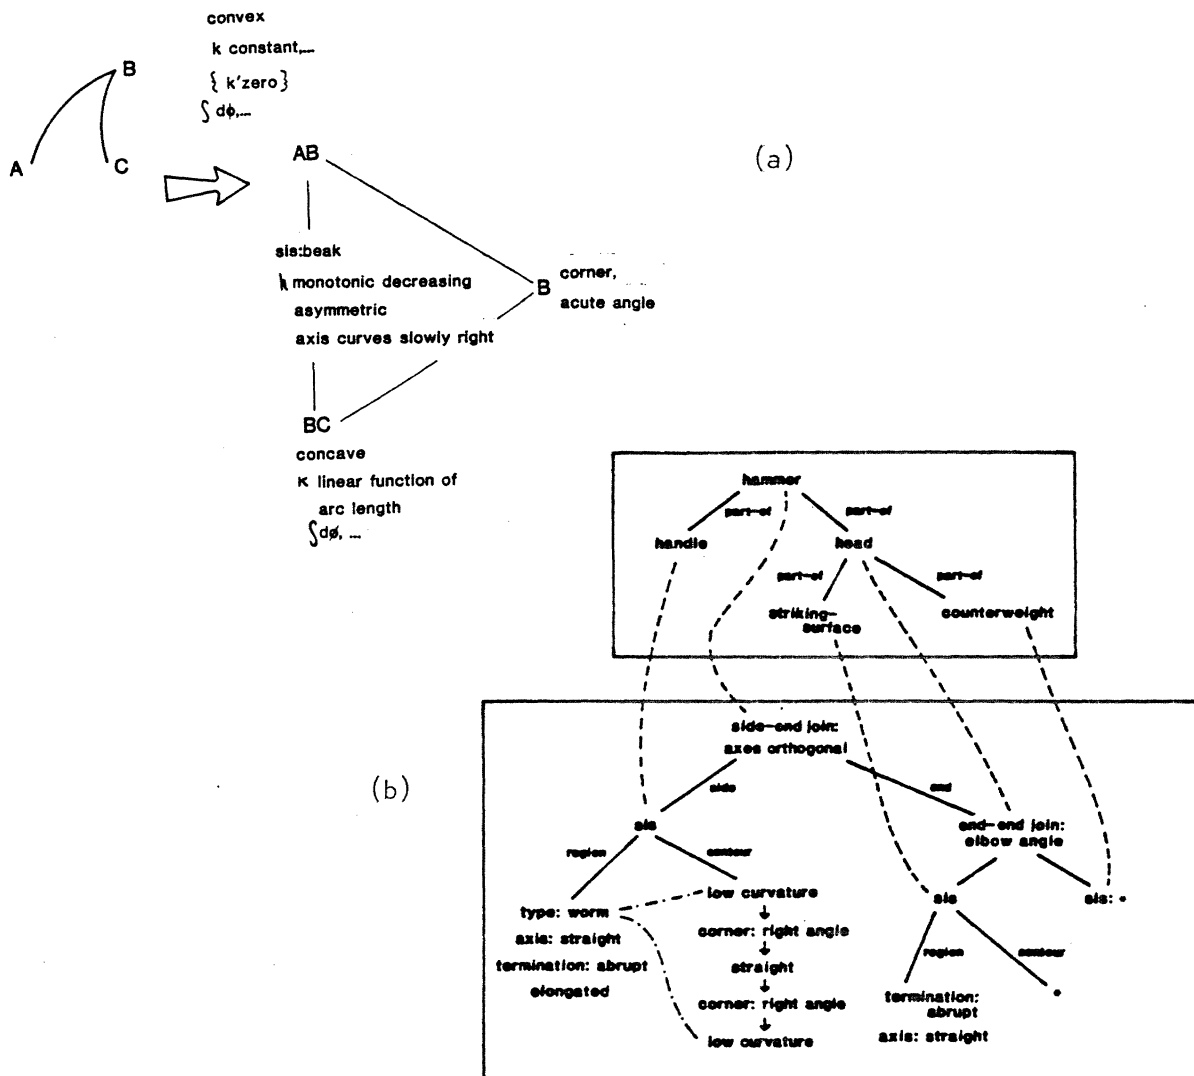 convex
k constant,...
{ k'zero }
∫ dϕ,...
B
A
C
AB
(a)
sis:beak
k monotonic decreasing
asymmetric
axis curves slowly right
B
corner,
acute angle
BC
concave
κ linear function of
arc length
∫dø, ...
hammer
part-of
part-of
handle
head
part-of
part-of
striking-
surface
counterweight
(b)
side-end join:
axes orthogonal
side
end
sis
end-end join:
elbow angle
region
contour
sis
sis: •
type: worm
axis: straight
termination: abrupt
elongated
low curvature
corner: right angle
straight
corner: right angle
low curvature
region
contour
termination:
abrupt
axis: straight
•